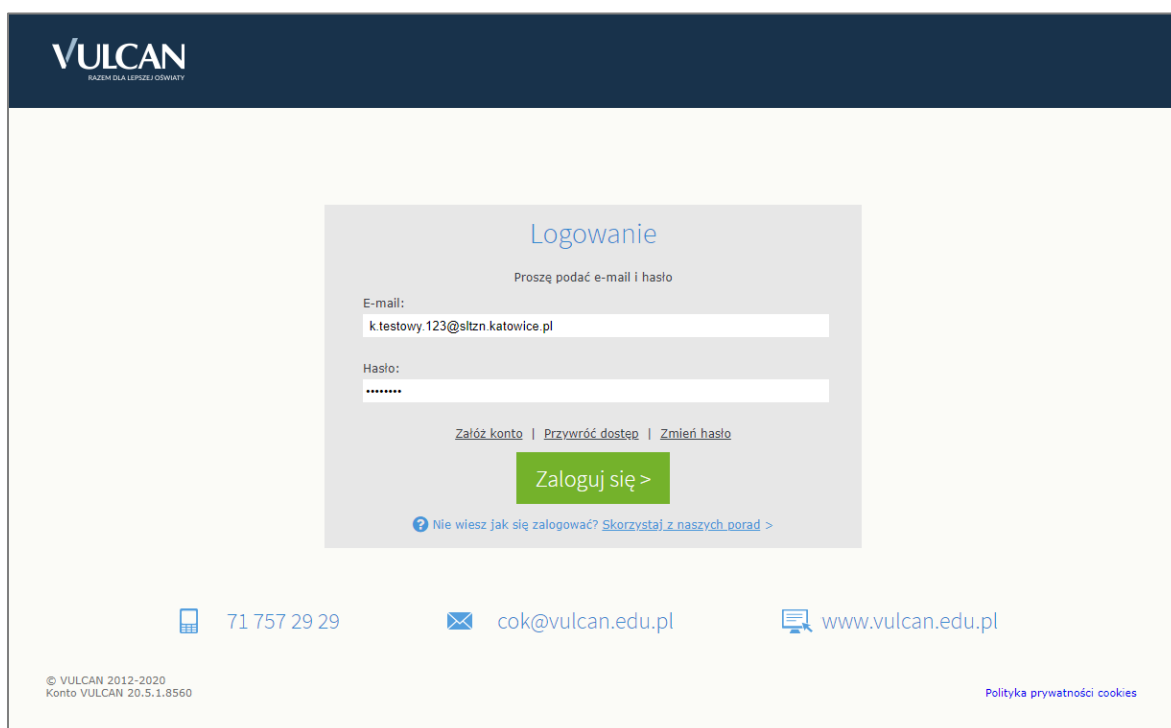 VULCAN
RAZEM DLA LEPSZEJ OŚWIATY
Logowanie
Proszę podać e-mail i hasło
E-mail:
k.testowy.123@sltzn.katowice.pl
Hasło:
••••••••
Załóż konto | Przywróć dostęp | Zmień hasło
Zaloguj się >
? Nie wiesz jak się zalogować? Skorzystaj z naszych porad >
71 757 29 29 cok@vulcan.edu.pl www.vulcan.edu.pl
© VULCAN 2012-2020
Konto VULCAN 20.5.1.8560
Polityka prywatności cookies